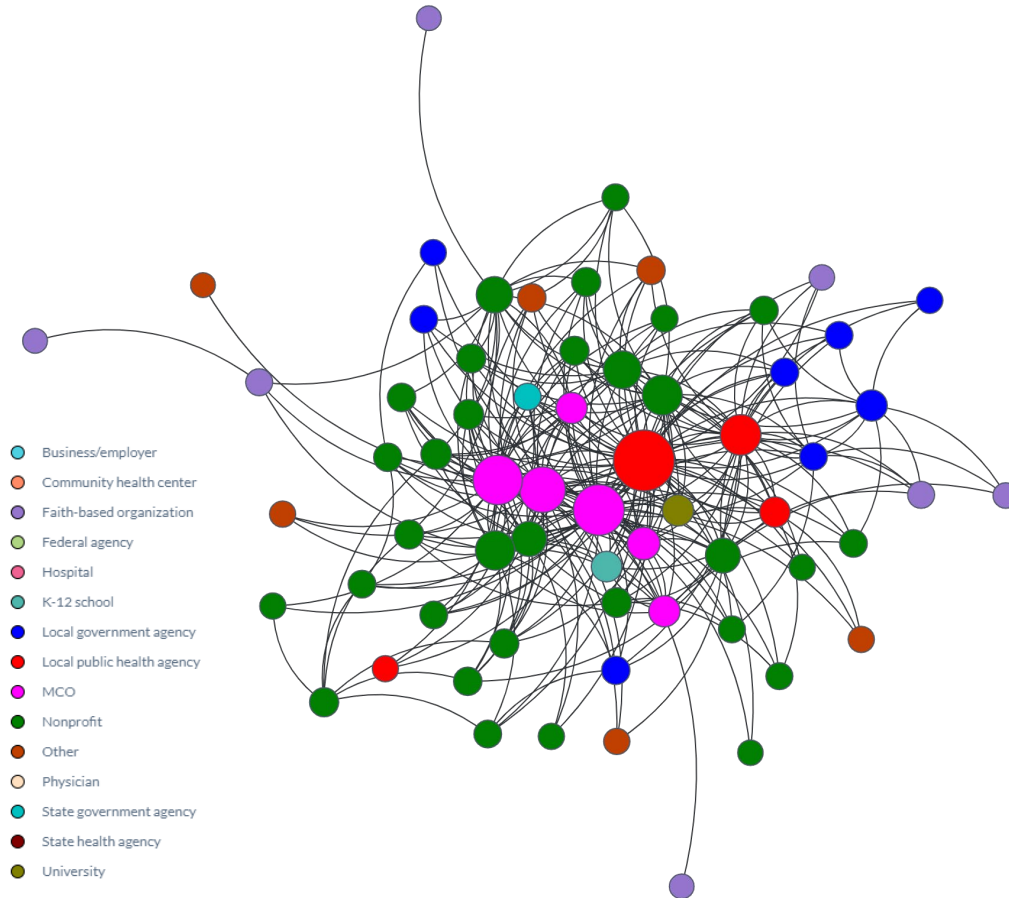 Business/employer
Community health center
Faith-based organization
Federal agency
Hospital
K-12 school
Local government agency
Local public health agency
MCO
Nonprofit
Other
Physician
State government agency
State health agency
University